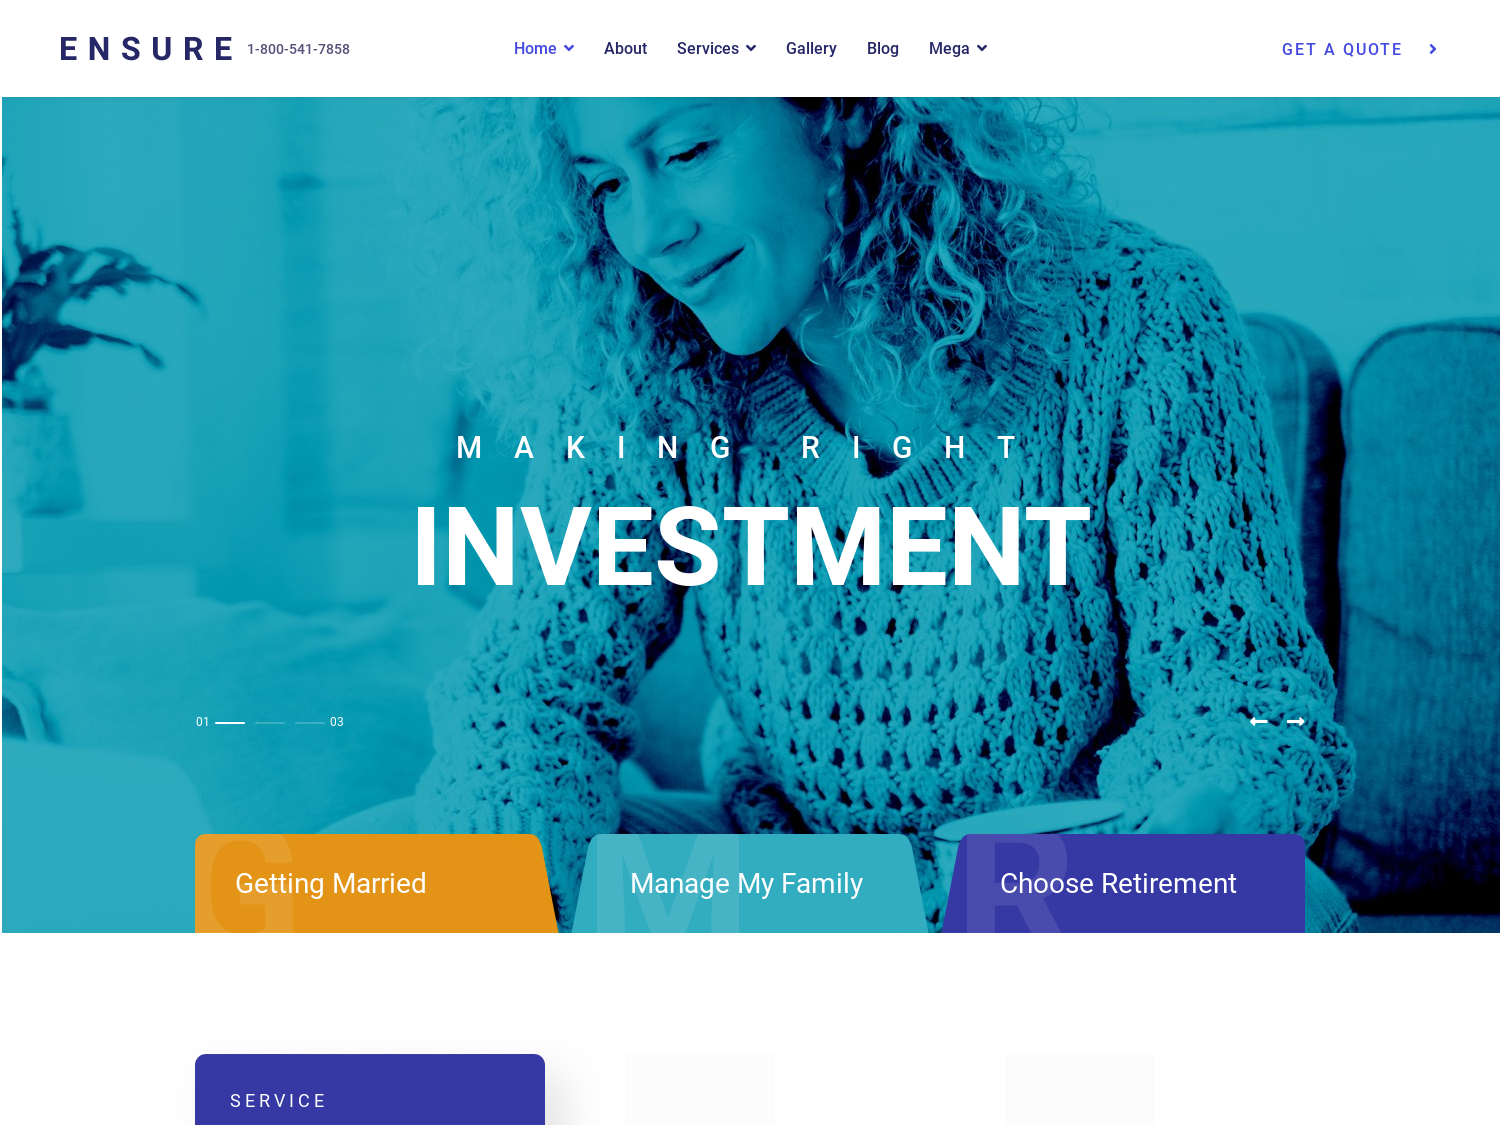 ENSURE 1-800-541-7858 Home About Services Gallery Blog Mega GET A QUOTE
MAKING RIGHT
INVESTMENT
01 03
G M R
Getting Married Manage My Family Choose Retirement
SERVICE